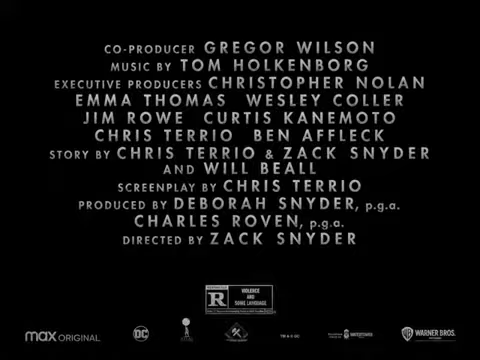 CO-PRODUCER GREGOR WILSON
MUSIC BY TOM HOLKENBORG
EXECUTIVE PRODUCERS CHRISTOPHER NOLAN
EMMA THOMAS WESLEY COLLER
JIM ROWE CURTIS KANEMOTO
CHRIS TERRIO BEN AFFLECK
STORY BY CHRIS TERRIO & ZACK SNYDER
AND WILL BEALL
SCREENPLAY BY CHRIS TERRIO
PRODUCED BY DEBORAH SNYDER, p.g.a.
CHARLES ROVEN, p.g.a.
DIRECTED BY ZACK SNYDER
R
VIOLENCE
AND
SOME LANGUAGE
max ORIGINAL
DC
WARNER BROS.